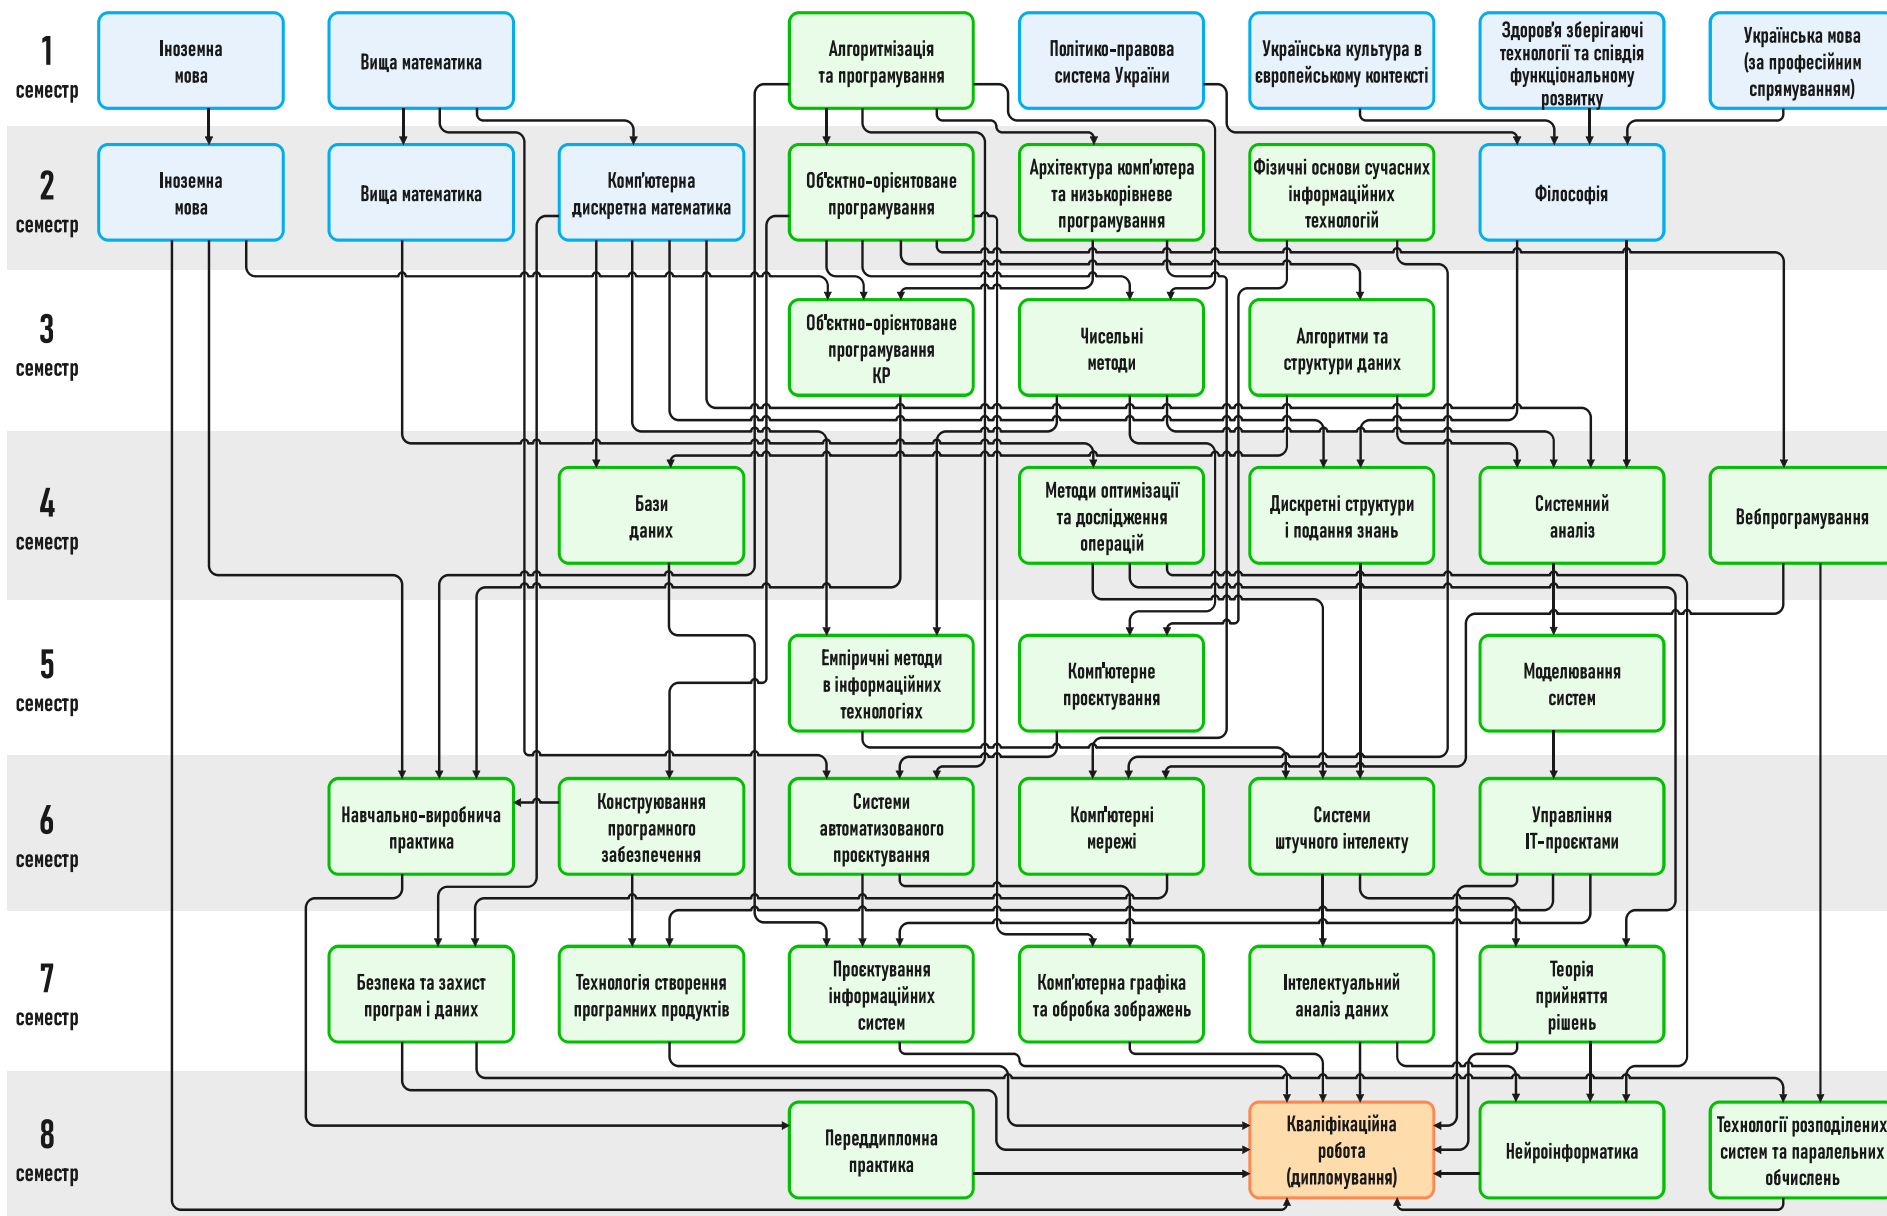 1
семестр
Іноземна
мова
Вища математика
Алгоритмізація
та програмування
Політико-правова
система України
Українська культура в
європейському контексті
Здоров'я зберігаючі
технології та співдія
функціональному
розвитку
Українська мова
(за професійним
спрямуванням)
2
семестр
Іноземна
мова
Вища математика
Комп'ютерна
дискретна математика
Об'єктно-орієнтоване
програмування
Архітектура комп'ютера
та низькорівневе
програмування
Фізичні основи сучасних
інформаційних
технологій
Філософія
3
семестр
Об'єктно-орієнтоване
програмування
КР
Чисельні
методи
Алгоритми та
структури даних
4
семестр
Бази
даних
Методи оптимізації
та дослідження
операцій
Дискретні структури
і подання знань
Системний
аналіз
Вебпрограмування
5
семестр
Емпіричні методи
в інформаційних
технологіях
Комп'ютерне
проєктування
Моделювання
систем
6
семестр
Навчально-виробнича
практика
Конструювання
програмного
забезпечення
Системи
автоматизованого
проєктування
Комп'ютерні
мережі
Системи
штучного інтелекту
Управління
ІТ-проєктами
7
семестр
Безпека та захист
програм і даних
Технологія створення
програмних продуктів
Проєктування
інформаційних
систем
Комп'ютерна графіка
та обробка зображень
Інтелектуальний
аналіз даних
Теорія
прийняття
рішень
8
семестр
Переддипломна
практика
Кваліфікаційна
робота
(дипломування)
Нейроінформатика
Технології розподілених
систем та паралельних
обчислень